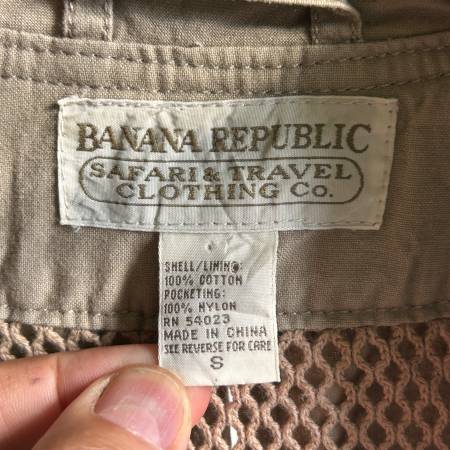 BANANA REPUBLIC
SAFARI & TRAVEL
CLOTHING CO.
SHELL/LINING:
100% COTTON
POCKETING:
100% NYLON
RN 54023
MADE IN CHINA
SEE REVERSE FOR CARE
S